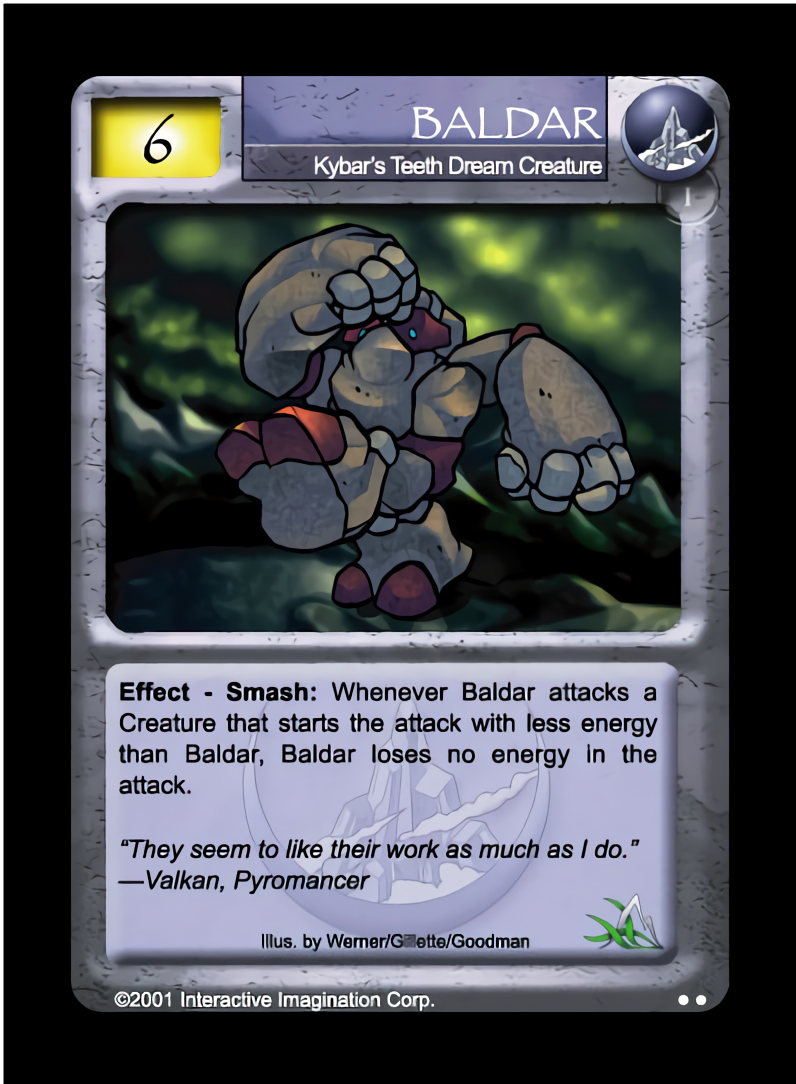 6
BALDAR
Kybar's Teeth Dream Creature
1
Effect - Smash: Whenever Baldar attacks a
Creature that starts the attack with less energy
than Baldar, Baldar loses no energy in the
attack.
"They seem to like their work as much as I do."
—Valkan, Pyromancer
Illus. by Werner/Gillette/Goodman
©2001 Interactive Imagination Corp.